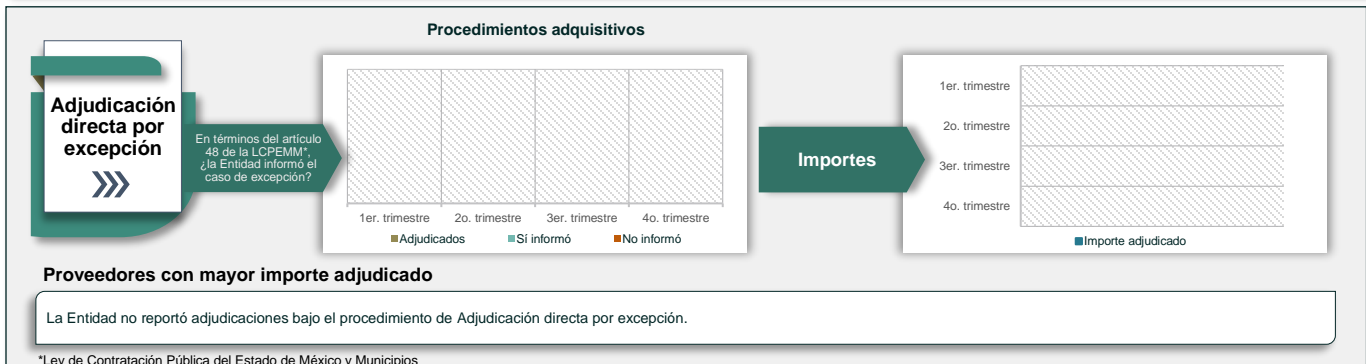 Procedimientos adquisitivos
Adjudicación
directa por
excepción
En términos del artículo
48 de la LCPEMM*,
¿la Entidad informó el
caso de excepción?
1er. trimestre
2o. trimestre
3er. trimestre
4o. trimestre
Adjudicados
Sí informó
No informó
Importes
1er. trimestre
2o. trimestre
3er. trimestre
4o. trimestre
Importe adjudicado
Proveedores con mayor importe adjudicado
La Entidad no reportó adjudicaciones bajo el procedimiento de Adjudicación directa por excepción.
*Ley de Contratación Pública del Estado de México y Municipios